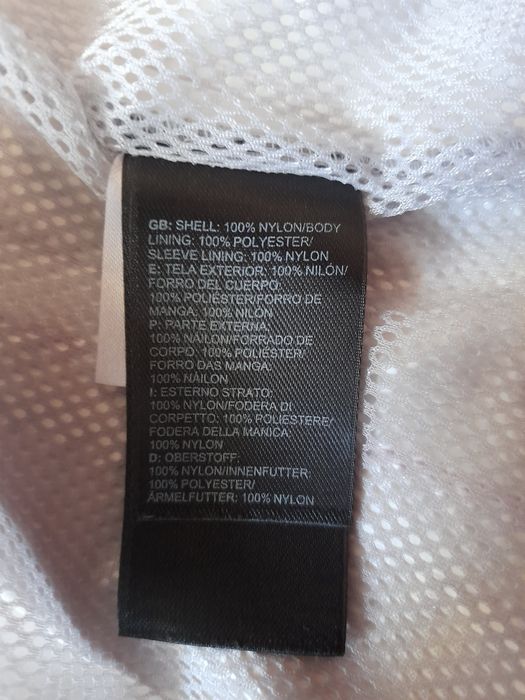 GB: SHELL: 100% NYLON/BODY
LINING: 100% POLYESTER/
SLEEVE LINING: 100% NYLON
E: TELA EXTERIOR: 100% NILÓN/
FORRO DEL CUERPO:
100% POLIÉSTER/FORRO DE
MANGA: 100% NILÓN
P: PARTE EXTERNA:
100% NÁILON/FORRADO DE
CORPO: 100% POLIÉSTER/
FORRO DAS MANGA:
100% NÁILON
I: ESTERNO STRATO:
100% NYLON/FODERA DI
CORPETTO: 100% POLIESTERE/
FODERA DELLA MANICA:
100% NYLON
D: OBERSTOFF:
100% NYLON/INNENFUTTER:
100% POLYESTER/
ÄRMELFUTTER: 100% NYLON